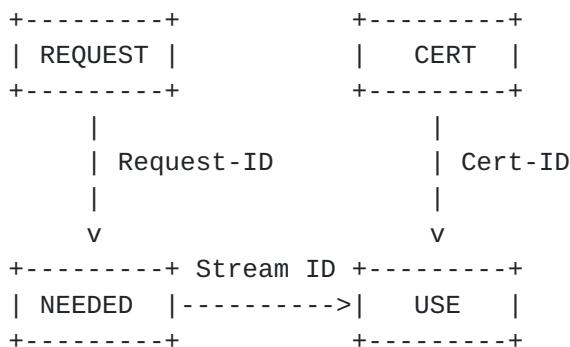 REQUEST CERT
Request-ID Cert-ID
Stream ID
NEEDED USE